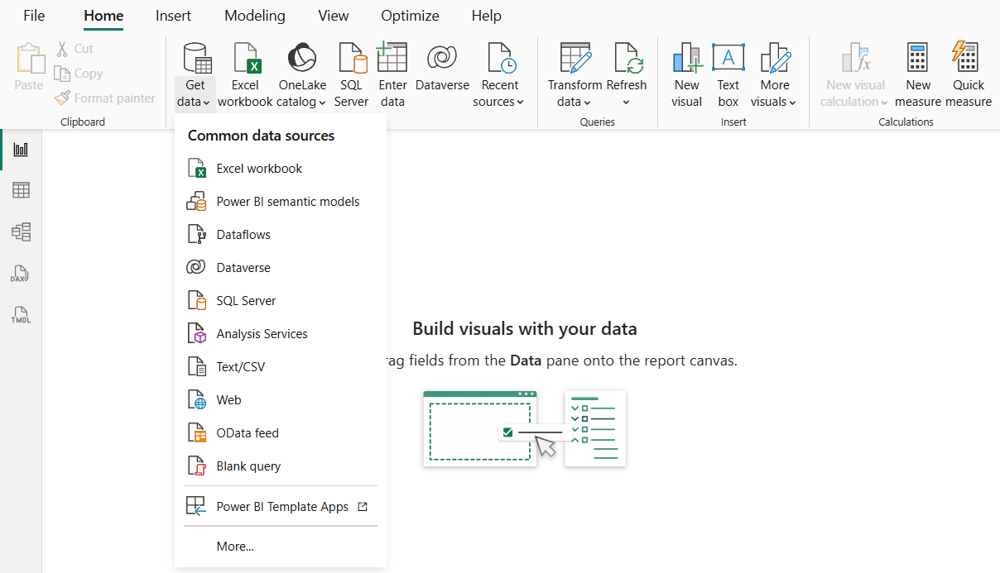 File Home Insert Modeling View Optimize Help
Paste
Cut
Copy
Format painter
Clipboard
Get
data
Excel
workbook
OneLake
catalog
SQL
Server
Enter
data
Dataverse
Recent
sources
Transform
data
Refresh
Queries
New
visual
Text
box
More
visuals
Insert
New visual
calculation
New
measure
Quick
measure
Calculations
DAX
TMDL
Common data sources
Excel workbook
Power BI semantic models
Dataflows
Dataverse
SQL Server
Analysis Services
Text/CSV
Web
OData feed
Blank query
Power BI Template Apps
More...
Build visuals with your data
rag fields from the Data pane onto the report canvas.